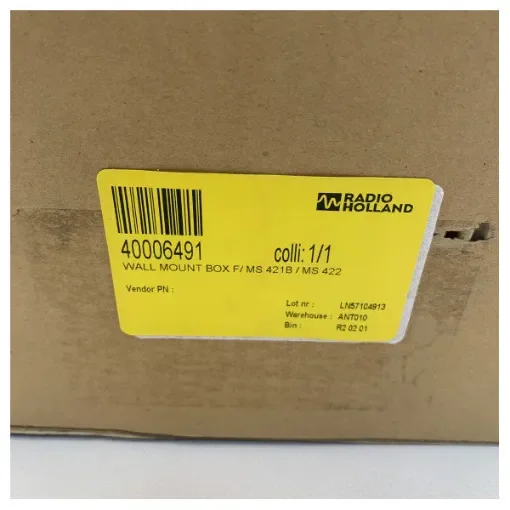 RADIO
HOLLAND
40006491 colli: 1/1
WALL MOUNT BOX F/ MS 421B / MS 422
Vendor PN :
Lot nr : LN57104913
Warehouse : ANT010
Bin : R2 02 01